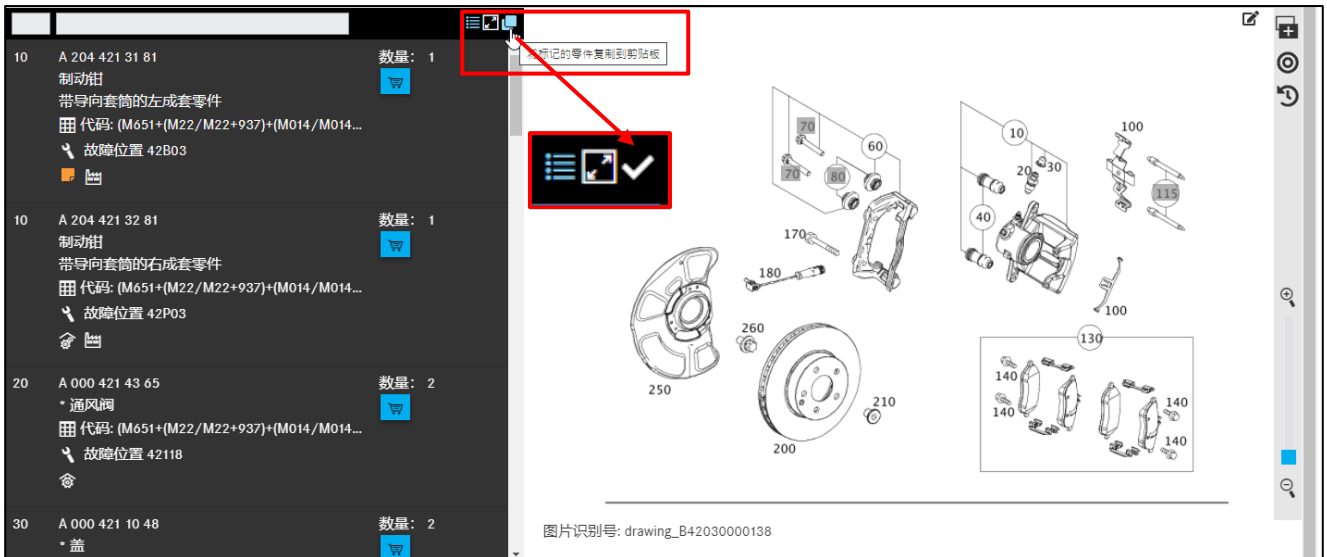 将标记的零件复制到剪贴板
10 A 204 421 31 81 数量: 1
制动钳
带导向套筒的左成套零件
代码: (M651+(M22/M22+937)+(M014/M014...
故障位置 42B03
10 A 204 421 32 81 数量: 1
制动钳
带导向套筒的右成套零件
代码: (M651+(M22/M22+937)+(M014/M014...
故障位置 42P03
20 A 000 421 43 65 数量: 2
* 通风阀
代码: (M651+(M22/M22+937)+(M014/M014...
故障位置 42118
30 A 000 421 10 48 数量: 2
* 盖
70
60
10
100
20
30
70
80
115
40
170
180
100
260
130
140
250
140
140
210
140
200
图片识别号: drawing_B42030000138